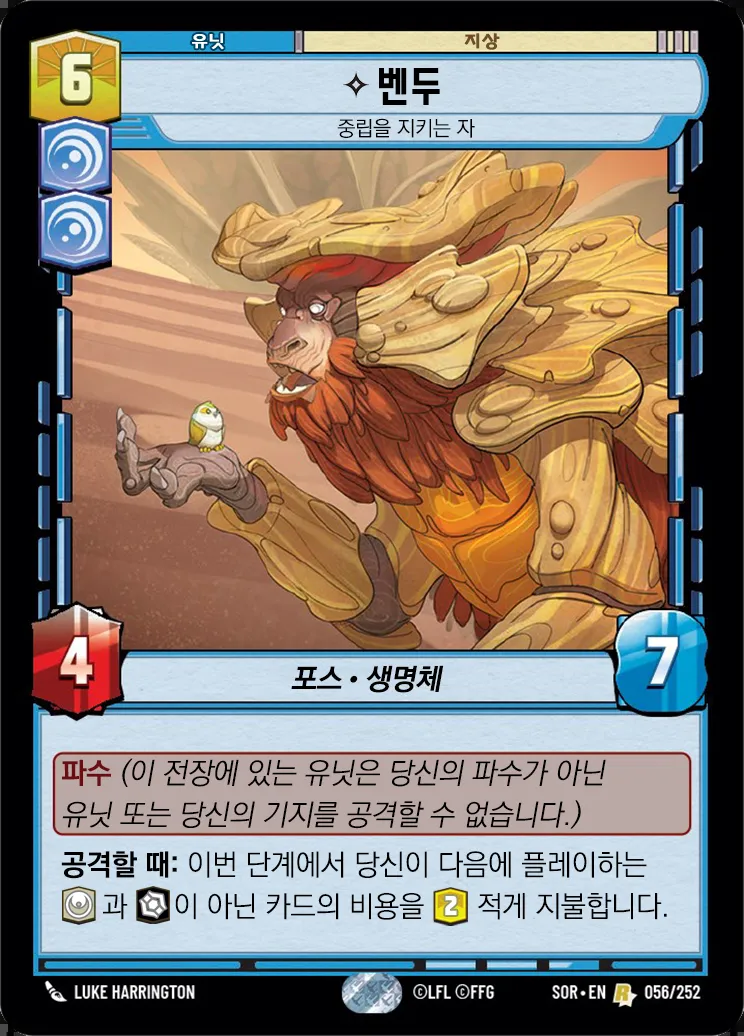 유닛 지상
6
벤두
중립을 지키는 자
4
포스 • 생명체
7
파수 (이 전장에 있는 유닛은 당신의 파수가 아닌
유닛 또는 당신의 기지를 공격할 수 없습니다.)
공격할 때: 이번 단계에서 당신이 다음에 플레이하는
과 이 아닌 카드의 비용을 2 적게 지불합니다.
LUKE HARRINGTON ©LFL ©FFG SOR • EN R 056/252